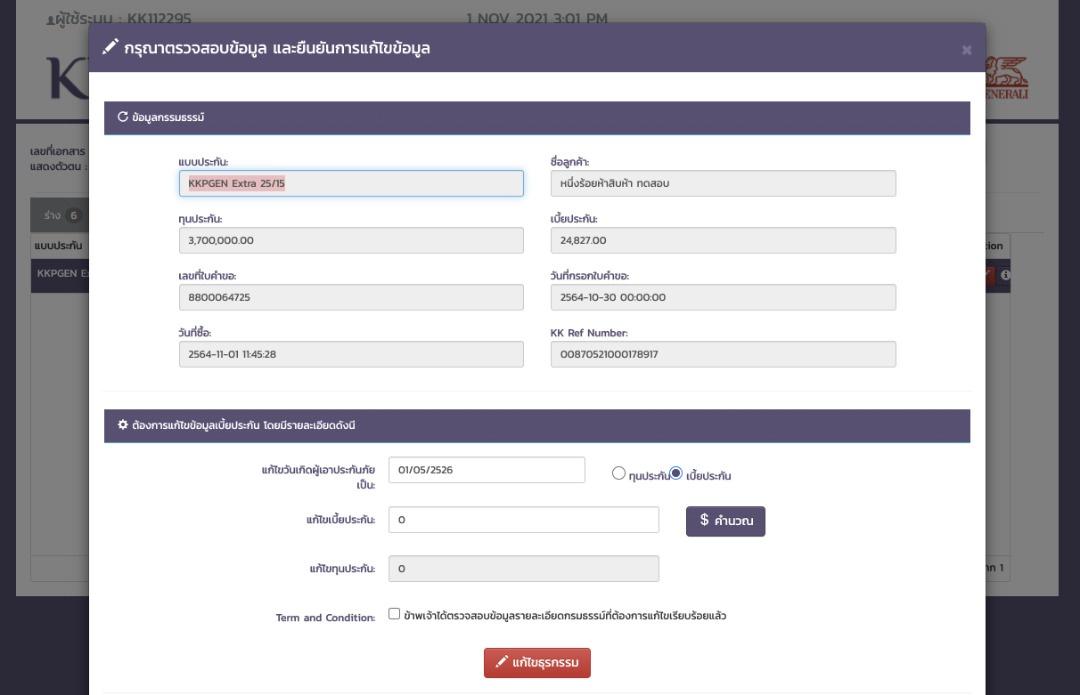 ผู้ใช้ระบบ : KK112295
1 NOV 2021 3:01 PM
กรุณาตรวจสอบข้อมูล และยืนยันการแก้ไขข้อมูล
×
K
GENERALI
เลขที่เอกสาร
แสดงตัวตน :
ร่าง 6
แบบประกัน
KKPGEN Ex
ข้อมูลกรมธรรม์
แบบประกัน:
KKPGEN Extra 25/15
ชื่อลูกค้า:
หนึ่งร้อยห้าสิบห้า ทดสอบ
ทุนประกัน:
3,700,000.00
เบี้ยประกัน:
24,827.00
เลขที่ใบคำขอ:
8800064725
วันที่กรอกใบคำขอ:
2564-10-30 00:00:00
วันที่ซื้อ:
2564-11-01 11:45:28
KK Ref Number:
00870521000178917
ต้องการแก้ไขข้อมูลเบี้ยประกัน โดยมีรายละเอียดดังนี้
แก้ไขวันเกิดผู้เอาประกันภัย
เป็น:
01/05/2526
ทุนประกัน เบี้ยประกัน
แก้ไขเบี้ยประกัน:
0
$ คำนวณ
แก้ไขทุนประกัน:
0
Term and Condition:
ข้าพเจ้าได้ตรวจสอบข้อมูลรายละเอียดกรมธรรม์ที่ต้องการแก้ไขเรียบร้อยแล้ว
แก้ไขธุรกรรม